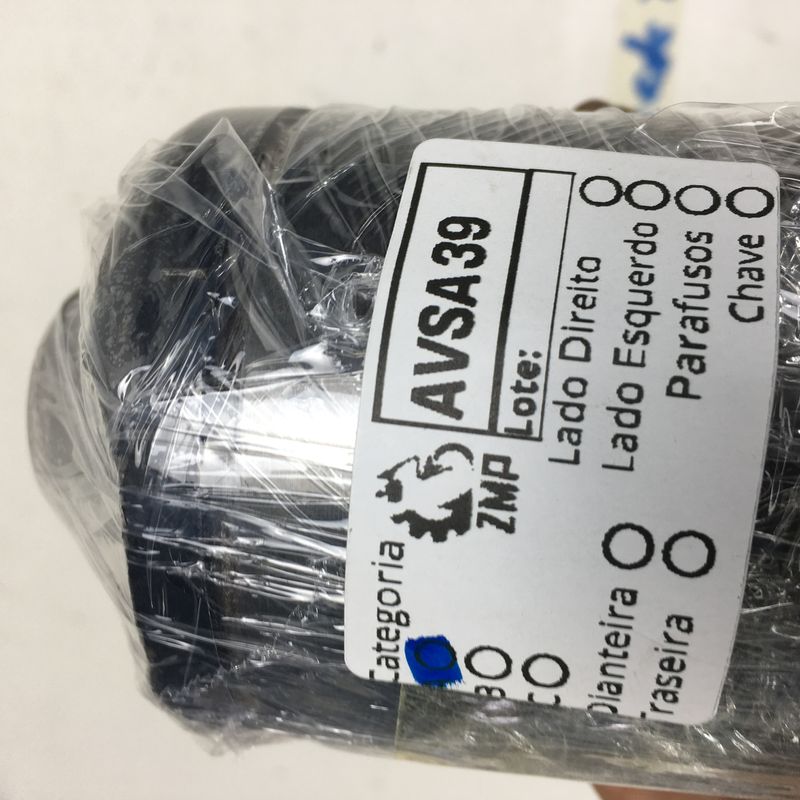 Categoria
B
C
ZMP
AVSA39
Lote:
Lado Direito
Lado Esquerdo
Dianteira
Parafusos
Traseira
Chave